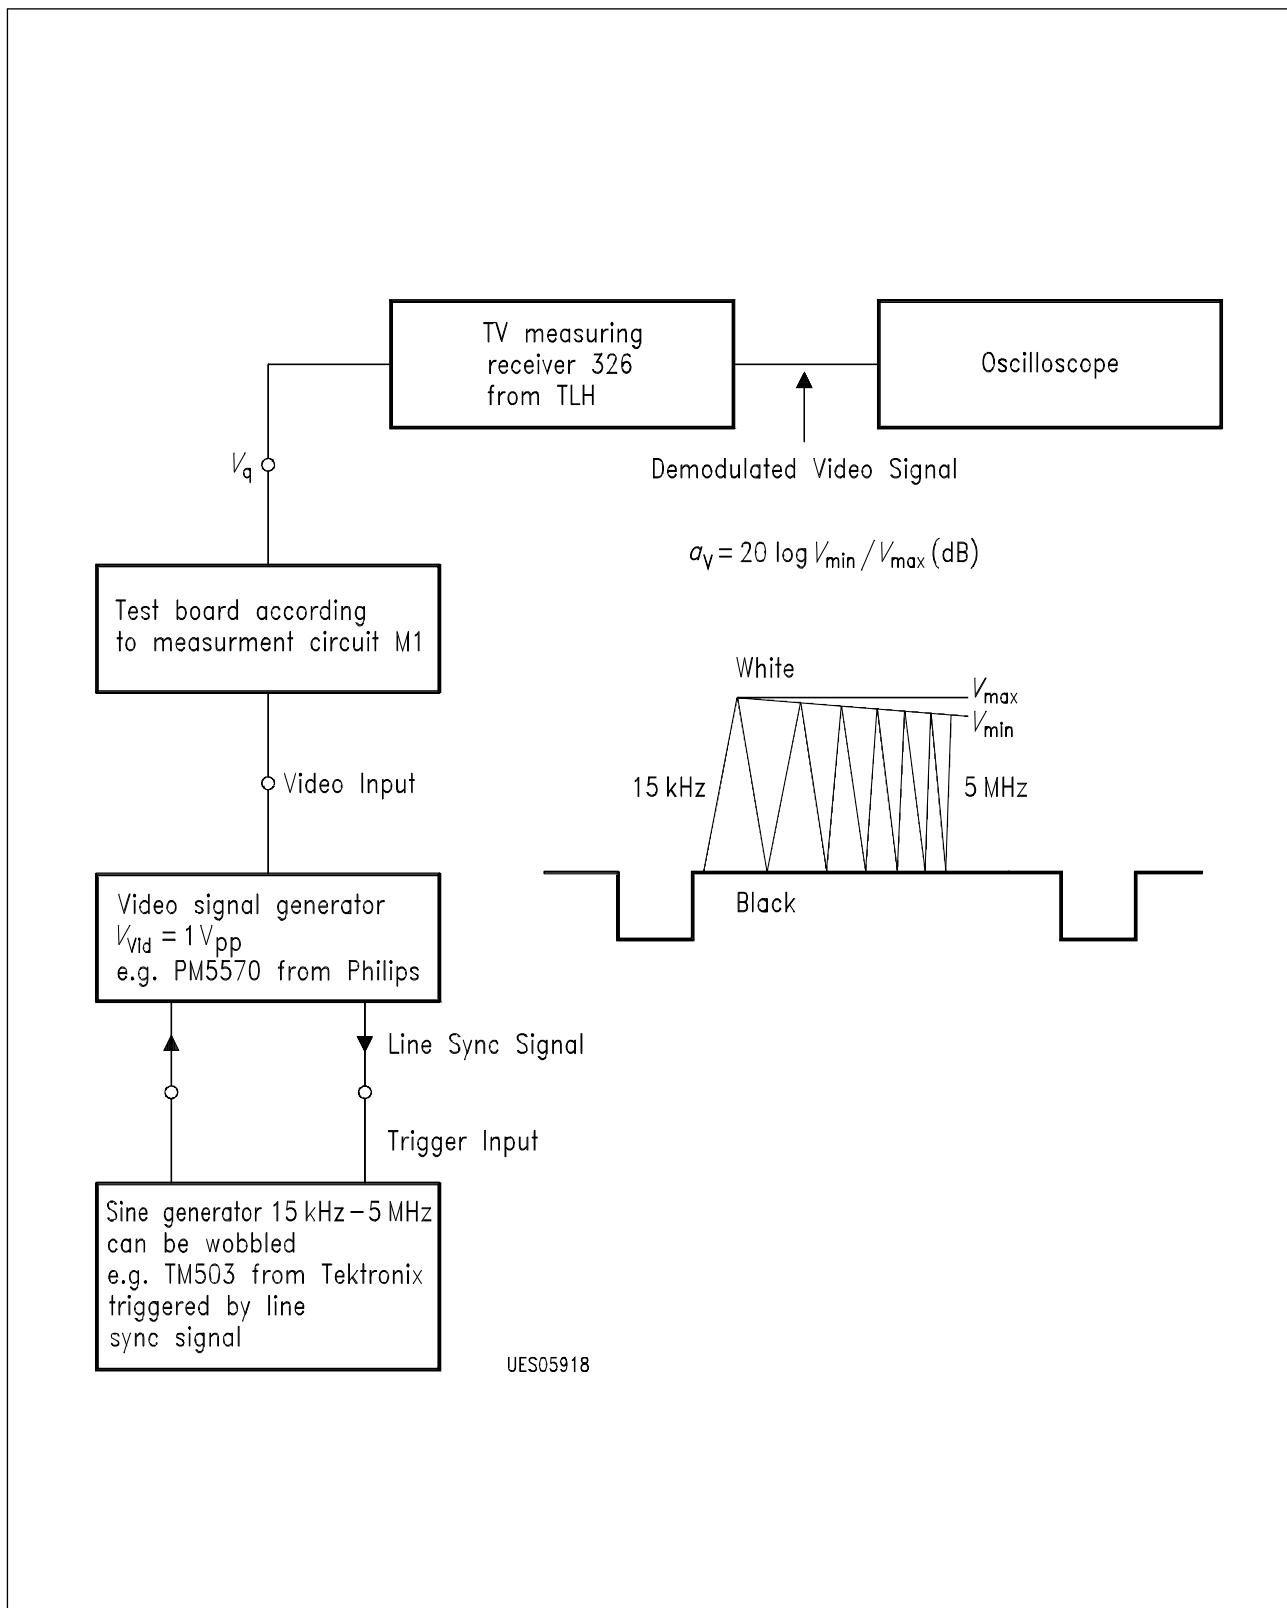 TV measuring
receiver 326
from TLH
Oscilloscope
Vq
Demodulated Video Signal
aV = 20 log Vmin / Vmax (dB)
Test board according
to measurment circuit M1
White
Vmax
Vmin
15 kHz
5 MHz
Video Input
Black
Video signal generator
VVid = 1 Vpp
e.g. PM5570 from Philips
Line Sync Signal
Trigger Input
Sine generator 15 kHz – 5 MHz
can be wobbled
e.g. TM503 from Tektronix
triggered by line
sync signal
UES05918